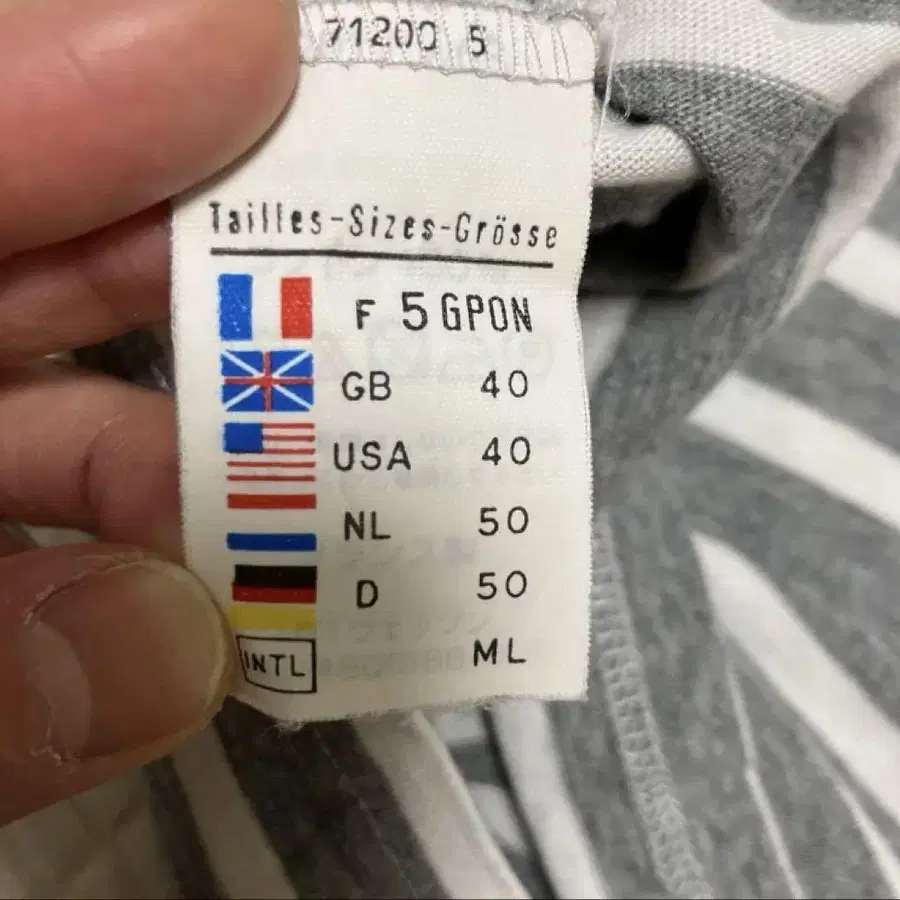 71200 5
Tailles-Sizes-Grösse
F 5 GPON
GB 40
USA 40
NL 50
D 50
INTL ML